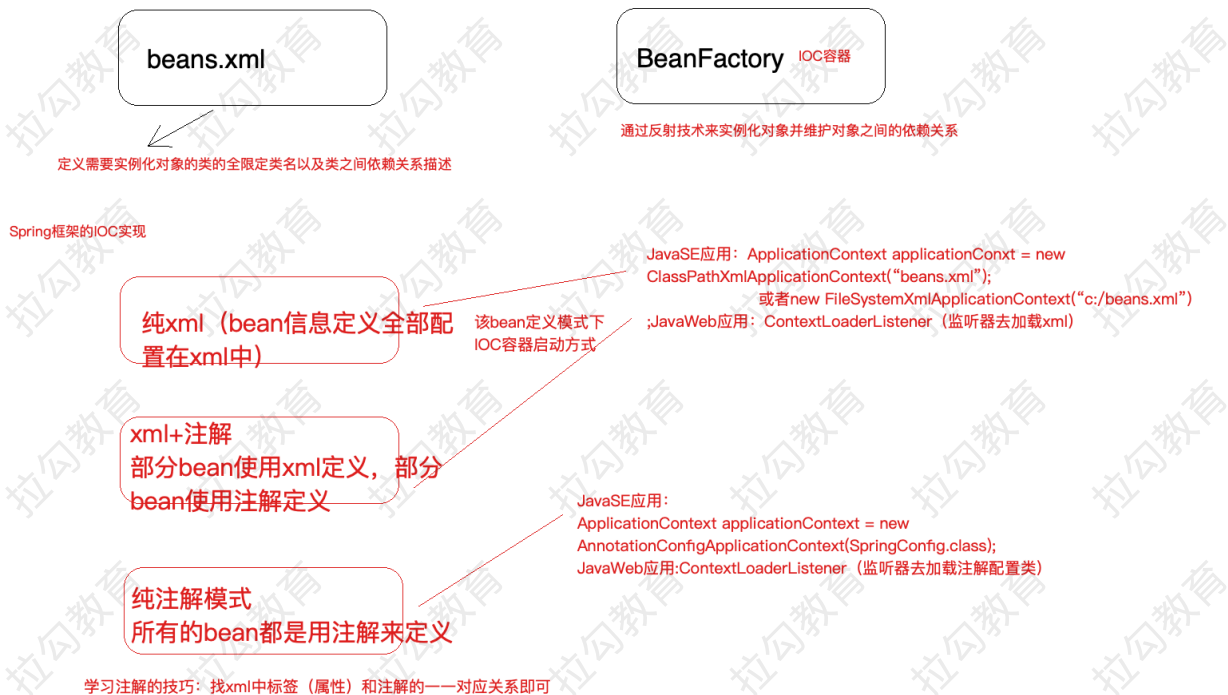 beans.xml
BeanFactory IOC容器
通过反射技术来实例化对象并维护对象之间的依赖关系
定义需要实例化对象的类的全限定类名以及类之间依赖关系描述
Spring框架的IOC实现
纯xml（bean信息定义全部配
置在xml中）
该bean定义模式下
IOC容器启动方式
JavaSE应用：ApplicationContext applicationConxt = new
ClassPathXmlApplicationContext(“beans.xml”);
或者new FileSystemXmlApplicationContext(“c:/beans.xml”)
;JavaWeb应用：ContextLoaderListener（监听器去加载xml）
xml+注解
部分bean使用xml定义，部分
bean使用注解定义
JavaSE应用：
ApplicationContext applicationContext = new
AnnotationConfigApplicationContext(SpringConfig.class);
JavaWeb应用:ContextLoaderListener（监听器去加载注解配置类）
纯注解模式
所有的bean都是用注解来定义
学习注解的技巧：找xml中标签（属性）和注解的一一对应关系即可
拉勾教育